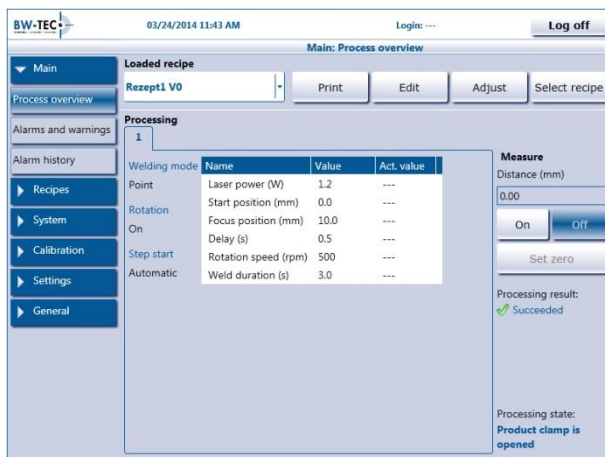 BW-TEC
03/24/2014 11:43 AM
Login: ---
Log off
Main: Process overview
Main
Process overview
Alarms and warnings
Alarm history
Recipes
System
Calibration
Settings
General
Loaded recipe
Rezept1 V0
Print
Edit
Adjust
Select recipe
Processing
1
Welding mode
Point
Rotation
On
Step start
Automatic
Name Value Act. value
Laser power (W) 1.2 ---
Start position (mm) 0.0 ---
Focus position (mm) 10.0 ---
Delay (s) 0.5 ---
Rotation speed (rpm) 500 ---
Weld duration (s) 3.0 ---
Measure
Distance (mm)
0.00
On Off
Set zero
Processing result:
Succeeded
Processing state:
Product clamp is
opened